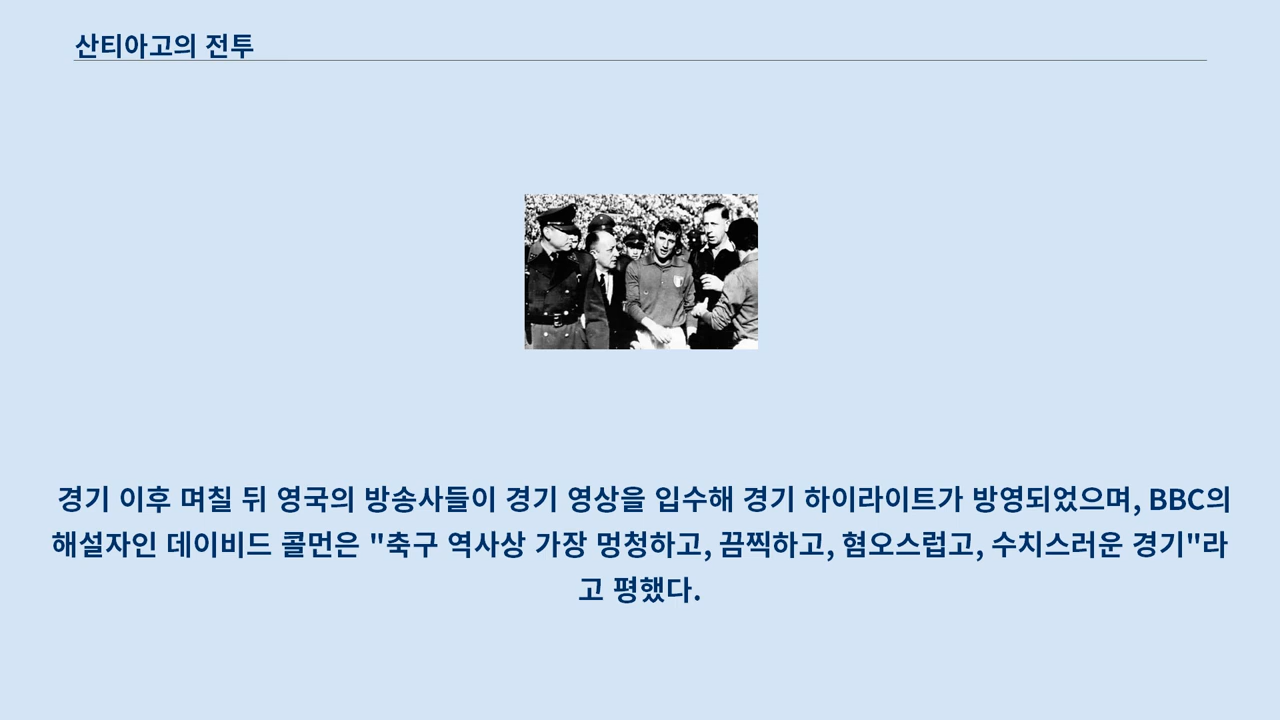 산티아고의 전투
경기 이후 며칠 뒤 영국의 방송사들이 경기 영상을 입수해 경기 하이라이트가 방영되었으며, BBC의
해설자인 데이비드 콜먼은 "축구 역사상 가장 멍청하고, 끔찍하고, 혐오스럽고, 수치스러운 경기"라
고 평했다.